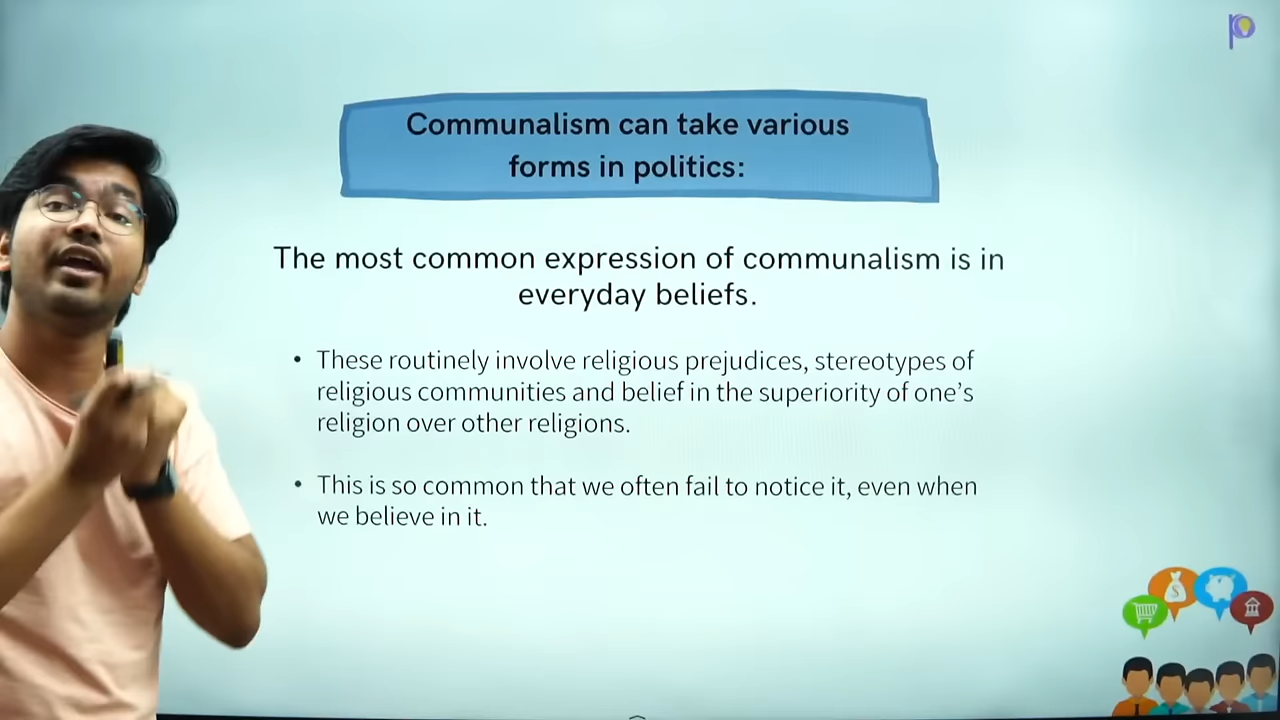 Communalism can take various
forms in politics:
The most common expression of communalism is in
everyday beliefs.
• These routinely involve religious prejudices, stereotypes of
religious communities and belief in the superiority of one’s
religion over other religions.
• This is so common that we often fail to notice it, even when
we believe in it.